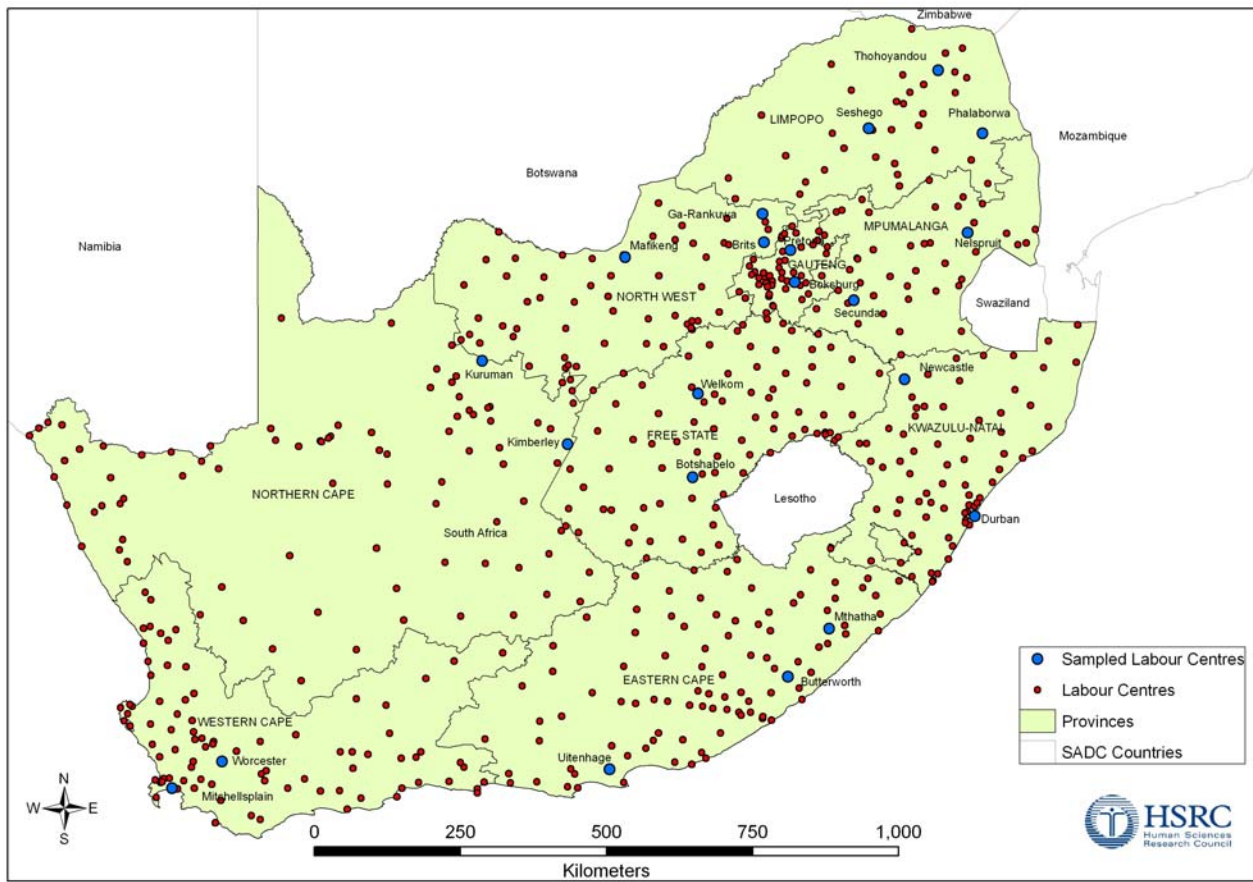 Zimbabwe
Thohoyandou
Seshego
Phalaborwa
LIMPOPO
Mozambique
Botswana
Ga-Rankuwa
MPUMALANGA
Namibia
Mafikeng
Brits
Pretoria
Nelspruit
GAUTENG
Boksburg
NORTH WEST
Secunda
Swaziland
Kuruman
Newcastle
Welkom
KWAZULU-NATAL
Kimberley
FREE STATE
Botshabelo
NORTHERN CAPE
Lesotho
South Africa
Durban
Mthatha
Sampled Labour Centres
EASTERN CAPE
Butterworth
Labour Centres
WESTERN CAPE
Provinces
SADC Countries
Uitenhage
Worcester
Mitchellsplain
N
W E
S
0 250 500 750 1,000
Kilometers
HSRC
Human Sciences
Research Council